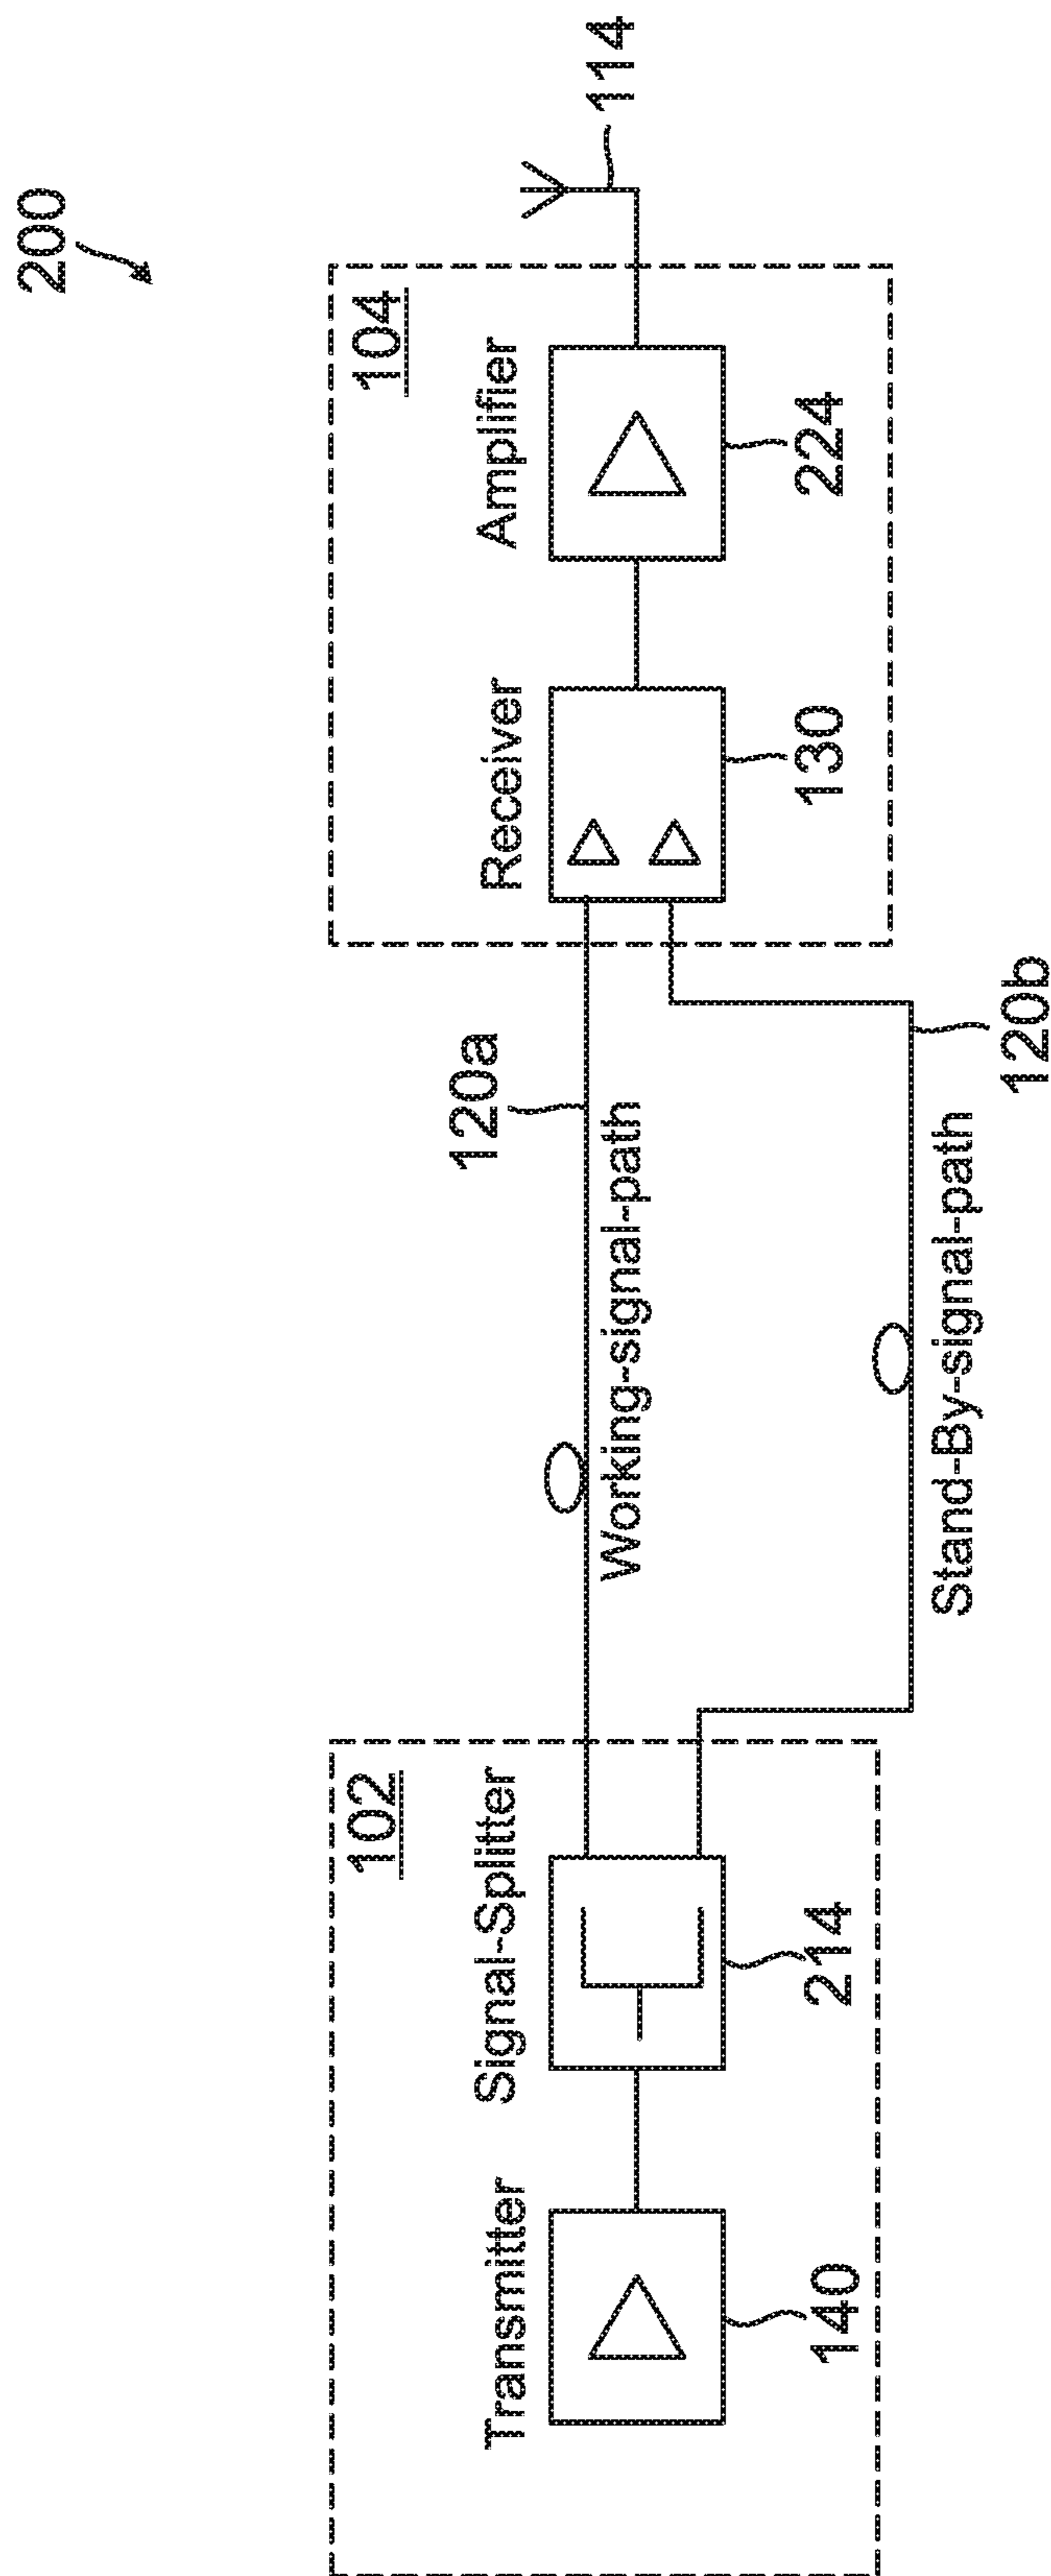 200
102
Transmitter
140
Signal-Splitter
214
120a
Working-signal-path
Stand-By-signal-path
120b
104
Receiver
130
Amplifier
224
114